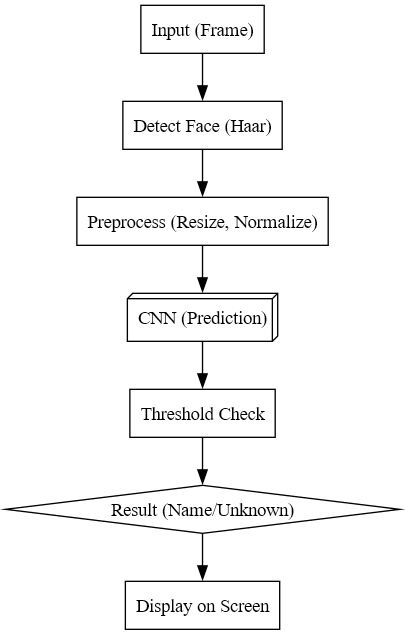 Input (Frame)
Detect Face (Haar)
Preprocess (Resize, Normalize)
CNN (Prediction)
Threshold Check
Result (Name/Unknown)
Display on Screen